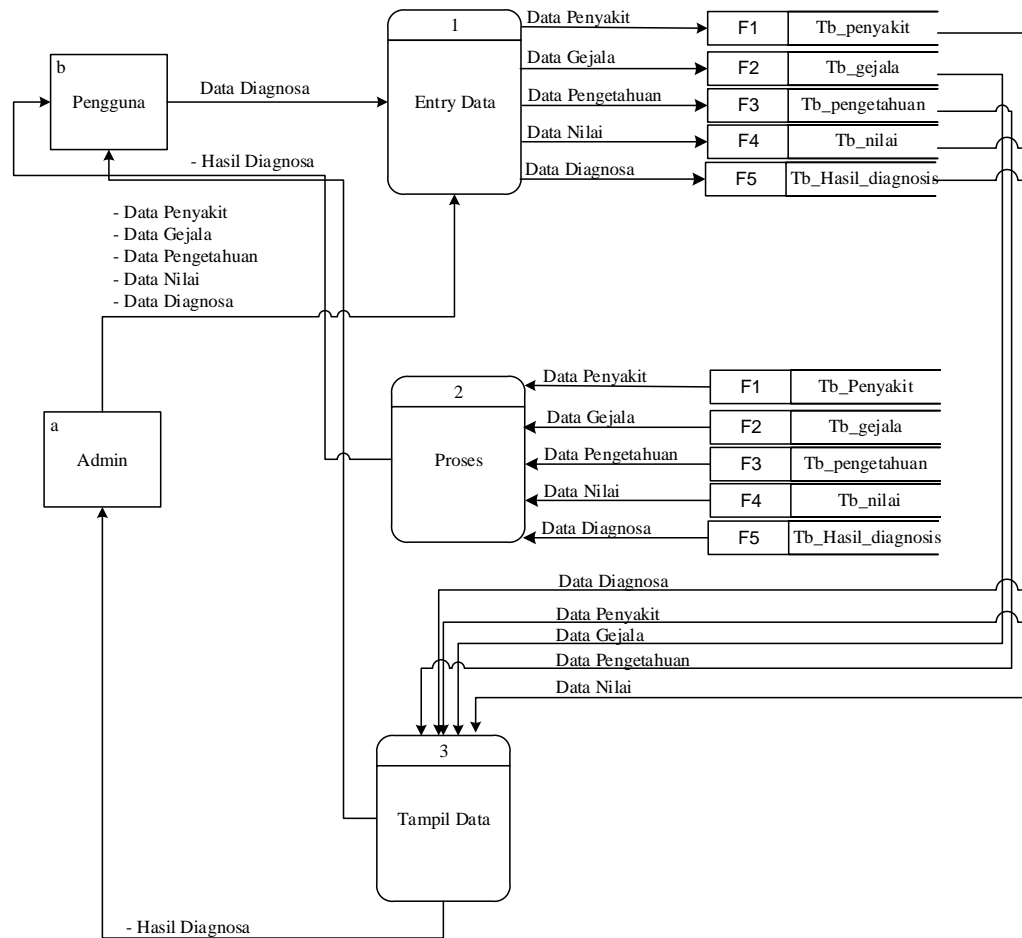 1
Data Penyakit
F1
Tb_penyakit
b
Pengguna
Data Diagnosa
Entry Data
Data Gejala
F2
Tb_gejala
Data Pengetahuan
F3
Tb_pengetahuan
Data Nilai
F4
Tb_nilai
Data Diagnosa
F5
Tb_Hasil_diagnosis
- Hasil Diagnosa
- Data Penyakit
- Data Gejala
- Data Pengetahuan
- Data Nilai
- Data Diagnosa
a
Admin
2
Proses
Data Penyakit
F1
Tb_Penyakit
Data Gejala
F2
Tb_gejala
Data Pengetahuan
F3
Tb_pengetahuan
Data Nilai
F4
Tb_nilai
Data Diagnosa
F5
Tb_Hasil_diagnosis
Data Diagnosa
Data Penyakit
Data Gejala
Data Pengetahuan
Data Nilai
3
Tampil Data
- Hasil Diagnosa